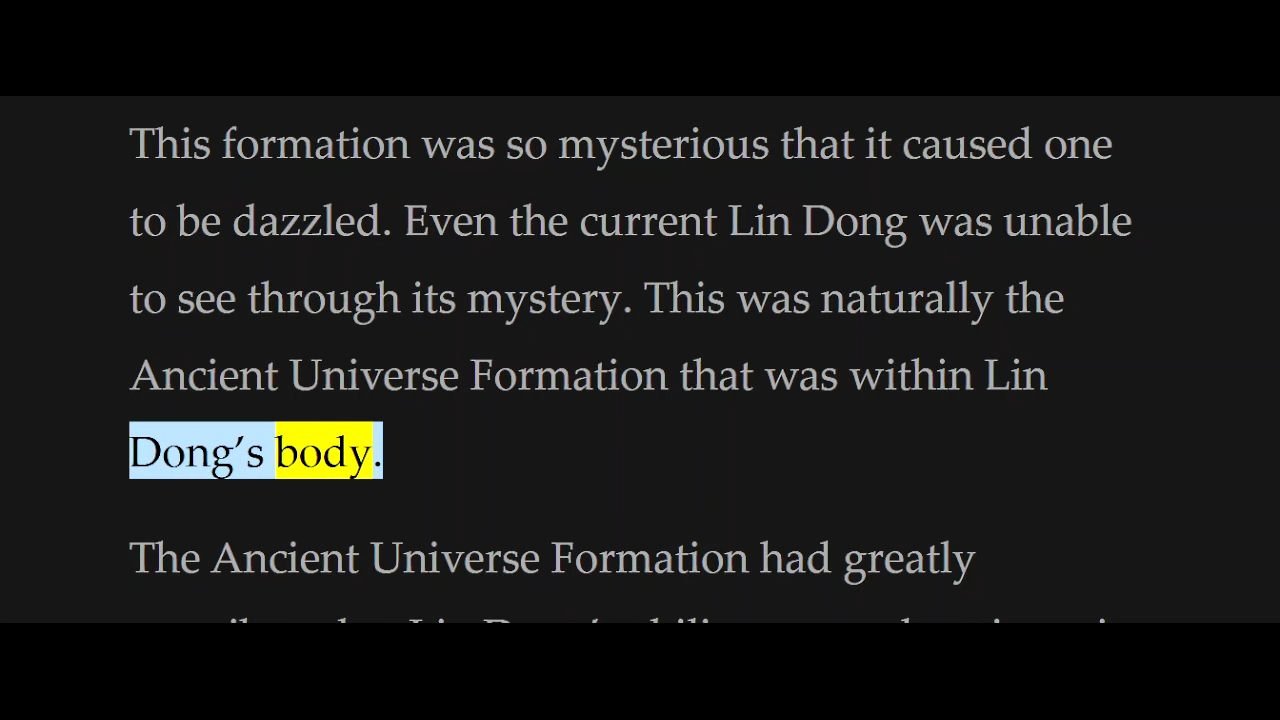 This formation was so mysterious that it caused one
to be dazzled. Even the current Lin Dong was unable
to see through its mystery. This was naturally the
Ancient Universe Formation that was within Lin
Dong’s body.
The Ancient Universe Formation had greatly